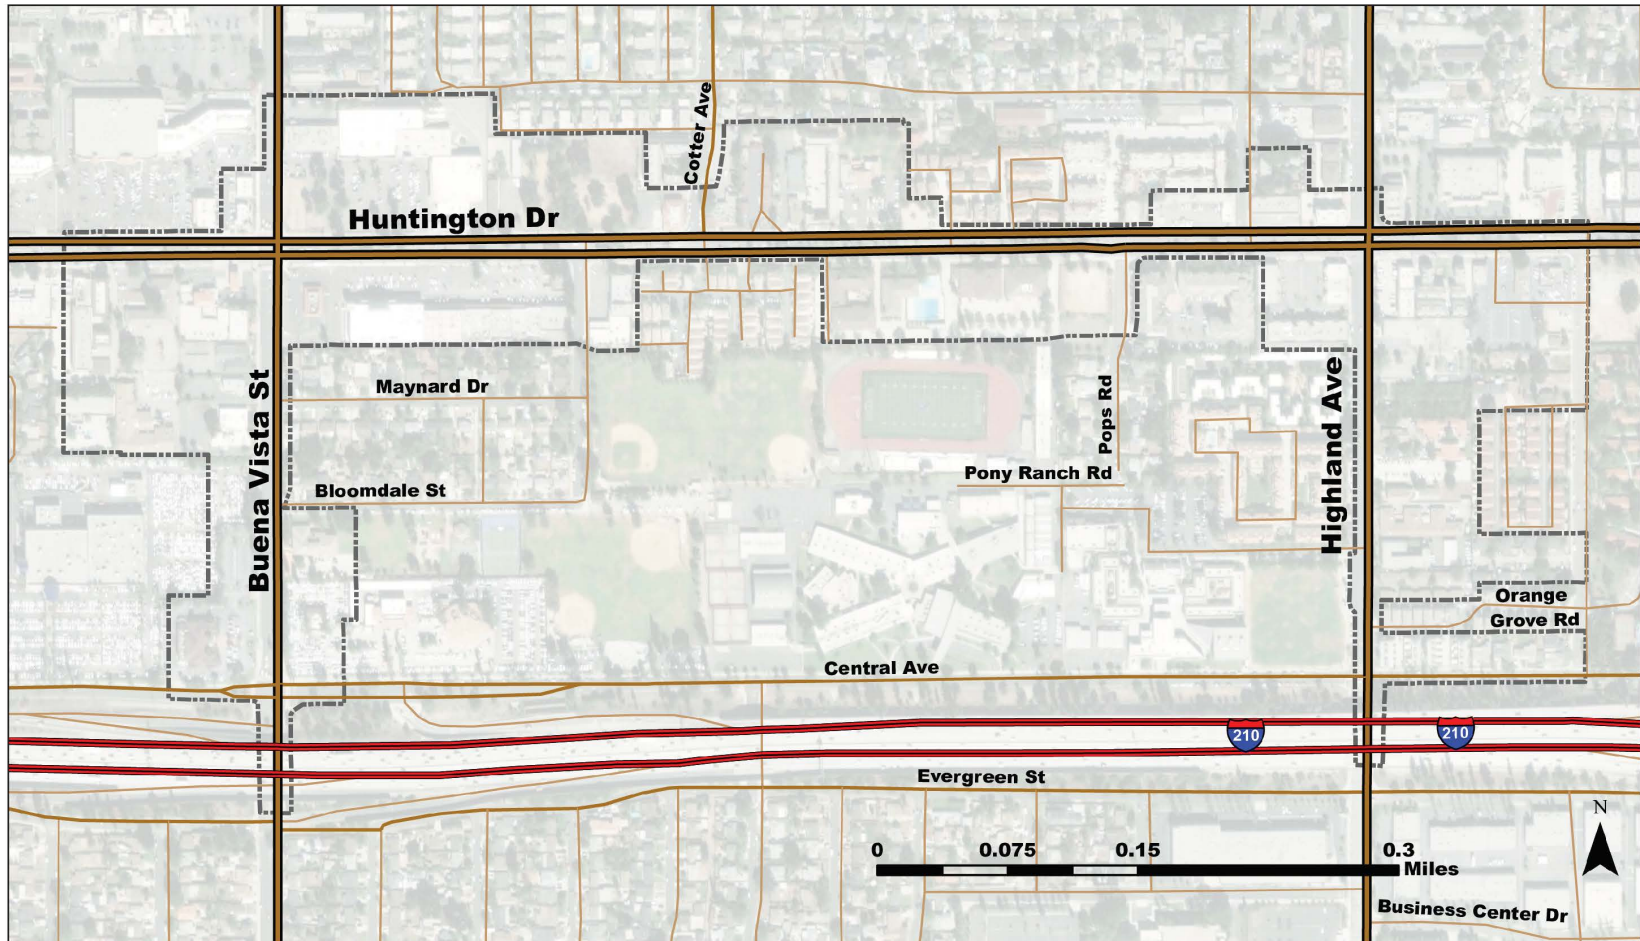 Cotter Ave
Huntington Dr
Maynard Dr
Buena Vista St
Bloomdale St
Pops Rd
Pony Ranch Rd
Highland Ave
Orange
Grove Rd
Central Ave
210
210
Evergreen St
N
0 0.075 0.15 0.3
Miles
Business Center Dr